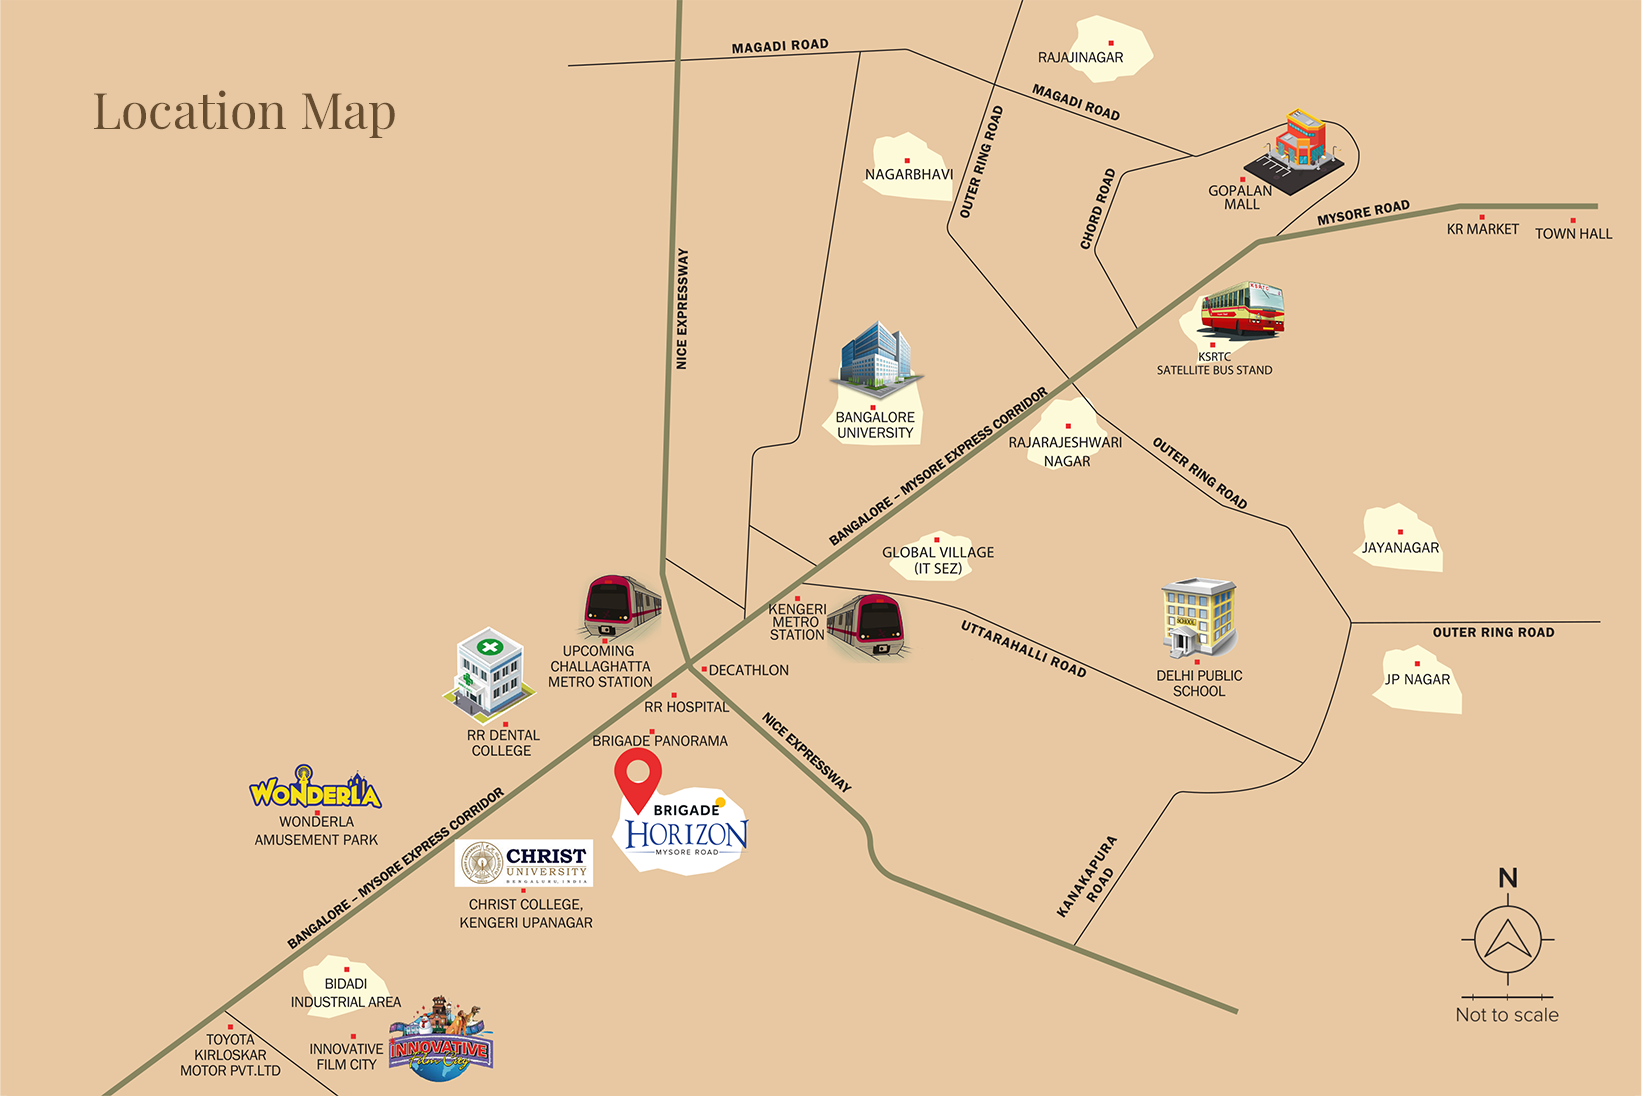 Location Map
MAGADI ROAD
RAJAJINAGAR
MAGADI ROAD
NAGARBHAVI
OUTER RING ROAD
CHORD ROAD
GOPALAN
MALL
MYSORE ROAD
KR MARKET
TOWN HALL
NICE EXPRESSWAY
KSRTC
KSRTC
SATELLITE BUS STAND
BANGALORE
UNIVERSITY
BANGALORE – MYSORE EXPRESS CORRIDOR
RAJARAJESHWARI
NAGAR
OUTER RING ROAD
GLOBAL VILLAGE
(IT SEZ)
JAYANAGAR
KENGERI
METRO
STATION
UTTARAHALLI ROAD
SCHOOL
DELHI PUBLIC
SCHOOL
OUTER RING ROAD
JP NAGAR
UPCOMING
CHALLAGHATTA
METRO STATION
DECATHLON
RR HOSPITAL
RR DENTAL
COLLEGE
BRIGADE PANORAMA
NICE EXPRESSWAY
WONDERLA
WONDERLA
AMUSEMENT PARK
BRIGADE
HORIZON
MYSORE ROAD
BANGALORE – MYSORE EXPRESS CORRIDOR
CHRIST
UNIVERSITY
BENGALURU, INDIA
CHRIST COLLEGE,
KENGERI UPANAGAR
KANAKAPURA
ROAD
N
Not to scale
BIDADI
INDUSTRIAL AREA
TOYOTA
KIRLOSKAR
MOTOR PVT.LTD
INNOVATIVE
FILM CITY
INNOVATIVE
Film City